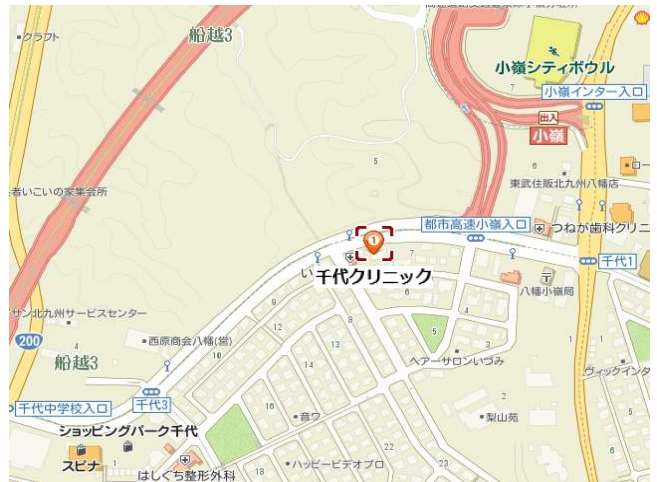 クラフト
船越3
小嶺シティボウル
7
小嶺インター入口
出入
小嶺
5
6
東武住販北九州八幡店
者いこいの家集会所
都市高速小嶺入口
つねが歯科クリニ
1
千代クリニック
7
千代1
八幡小嶺局
6
サン北九州サービスセンター
9
200
4
12
14
8
5
船越3
西原商会八幡(営)
13
ヘアーサロンいづみ
10
ヴィックインタ
千代中学校入口
千代3
16
音ワ
2
梨山苑
ショッピングパーク千代
スピナ
1
はしぐち整形外科
22
18
ハッピービデオプロ
23